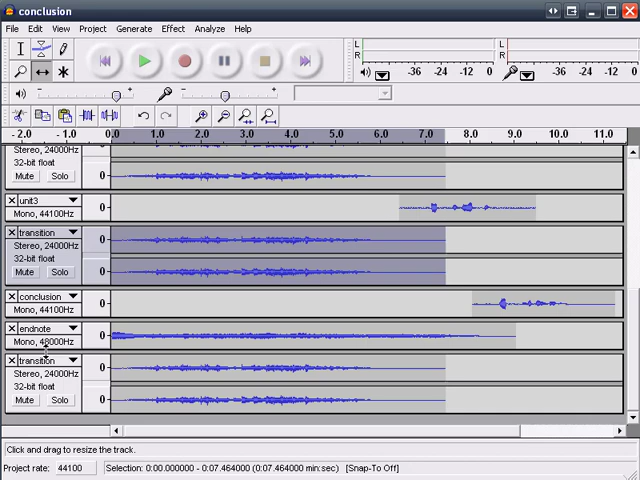 conclusion
File Edit View Project Generate Effect Analyze Help
L
R
-36 -24 -12 0
L
R
-36 -24 -12 0
- +
- +
-2.0 -1.0 0.0 1.0 2.0 3.0 4.0 5.0 6.0 7.0 8.0 9.0 10.0 11.0
Stereo, 24000Hz
32-bit float
Mute Solo
0
unit3
Mono, 44100Hz
0
transition
Stereo, 24000Hz
32-bit float
Mute Solo
0
0
conclusion
Mono, 44100Hz
0
endnote
Mono, 48000Hz
0
transition
Stereo, 24000Hz
32-bit float
Mute Solo
0
0
Click and drag to resize the track.
Project rate: 44100 Selection: 0:00.000000 - 0:07.464000 (0:07.464000 min:sec) [Snap-To Off]